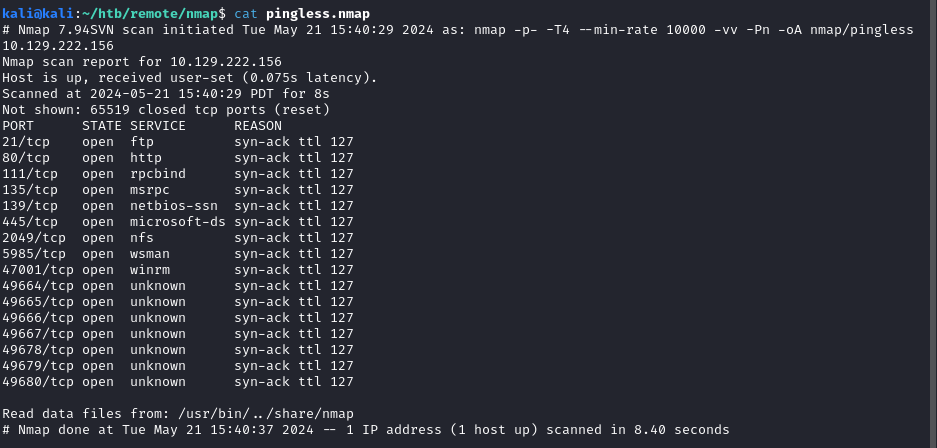 kali@kali:~/htb/remote/nmap$ cat pingless.nmap
# Nmap 7.94SVN scan initiated Tue May 21 15:40:29 2024 as: nmap -p- -T4 --min-rate 10000 -vv -Pn -oA nmap/pingless
10.129.222.156
Nmap scan report for 10.129.222.156
Host is up, received user-set (0.075s latency).
Scanned at 2024-05-21 15:40:29 PDT for 8s
Not shown: 65519 closed tcp ports (reset)
PORT      STATE SERVICE      REASON
21/tcp    open  ftp          syn-ack ttl 127
80/tcp    open  http         syn-ack ttl 127
111/tcp   open  rpcbind      syn-ack ttl 127
135/tcp   open  msrpc        syn-ack ttl 127
139/tcp   open  netbios-ssn  syn-ack ttl 127
445/tcp   open  microsoft-ds syn-ack ttl 127
2049/tcp  open  nfs          syn-ack ttl 127
5985/tcp  open  wsman        syn-ack ttl 127
47001/tcp open  winrm        syn-ack ttl 127
49664/tcp open  unknown      syn-ack ttl 127
49665/tcp open  unknown      syn-ack ttl 127
49666/tcp open  unknown      syn-ack ttl 127
49667/tcp open  unknown      syn-ack ttl 127
49678/tcp open  unknown      syn-ack ttl 127
49679/tcp open  unknown      syn-ack ttl 127
49680/tcp open  unknown      syn-ack ttl 127
Read data files from: /usr/bin/../share/nmap
# Nmap done at Tue May 21 15:40:37 2024 -- 1 IP address (1 host up) scanned in 8.40 seconds